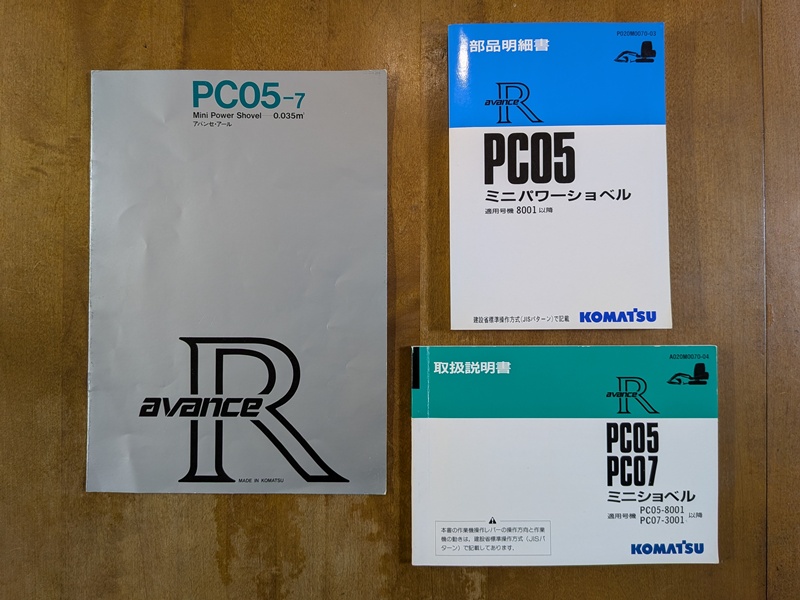 PC05-7
Mini Power Shovel 0.035m³
アバンセ・アール
avance R
MADE IN KOMATSU
部品明細書
P020M0070-03
avance R
PC05
ミニパワーショベル
適用号機 8001 以降
建設省標準操作方式(JISパターン)で記載
KOMATSU
取扱説明書
A020M0070-04
avance R
PC05
PC07
ミニショベル
適用号機 PC05-8001 以降
PC07-3001
本書の作業機操作レバーの操作方向と作業
機の動きは、建設省標準操作方式(JISパ
ターン)で記載してあります。
KOMATSU